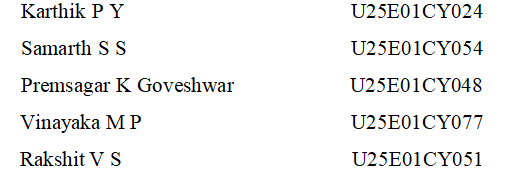 Karthik P Y U25E01CY024
Samarth S S U25E01CY054
Premsagar K Goveshwar U25E01CY048
Vinayaka M P U25E01CY077
Rakshit V S U25E01CY051